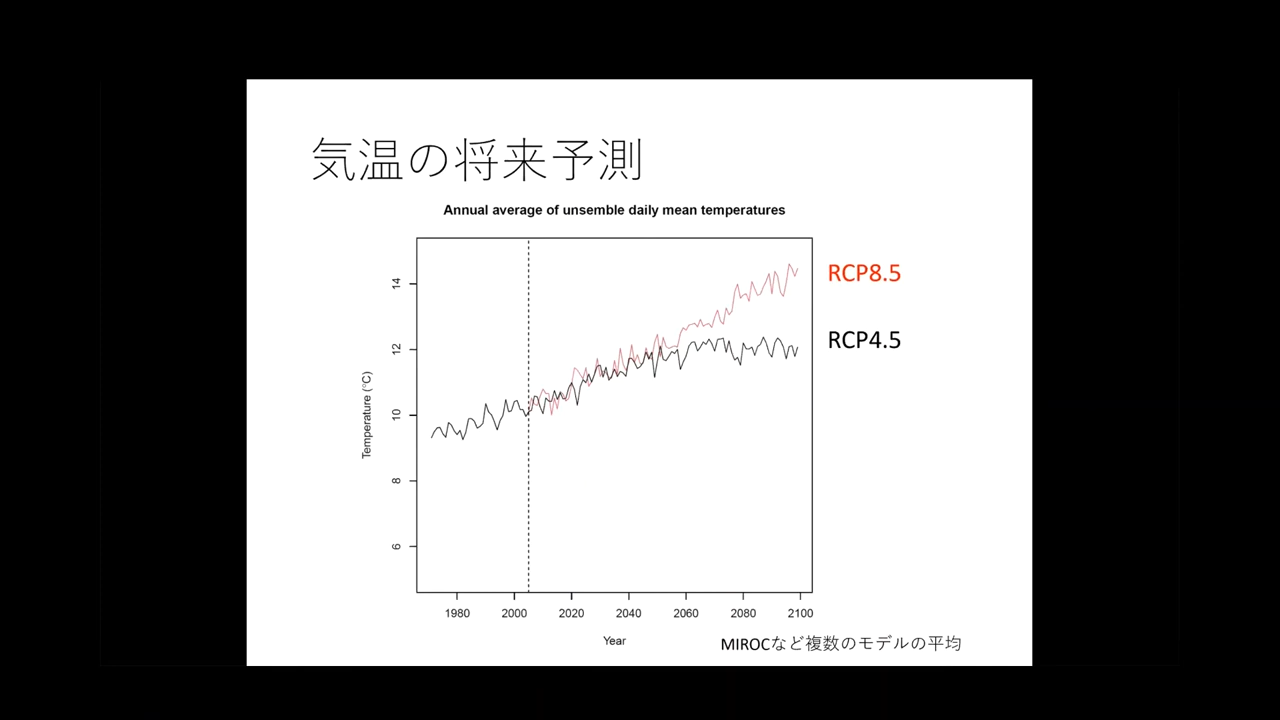 気温の将来予測
Annual average of unsemble daily mean temperatures
RCP8.5
RCP4.5
Temperature (°C)
14
12
10
8
6
1980 2000 2020 2040 2060 2080 2100
Year
MIROCなど複数のモデルの平均